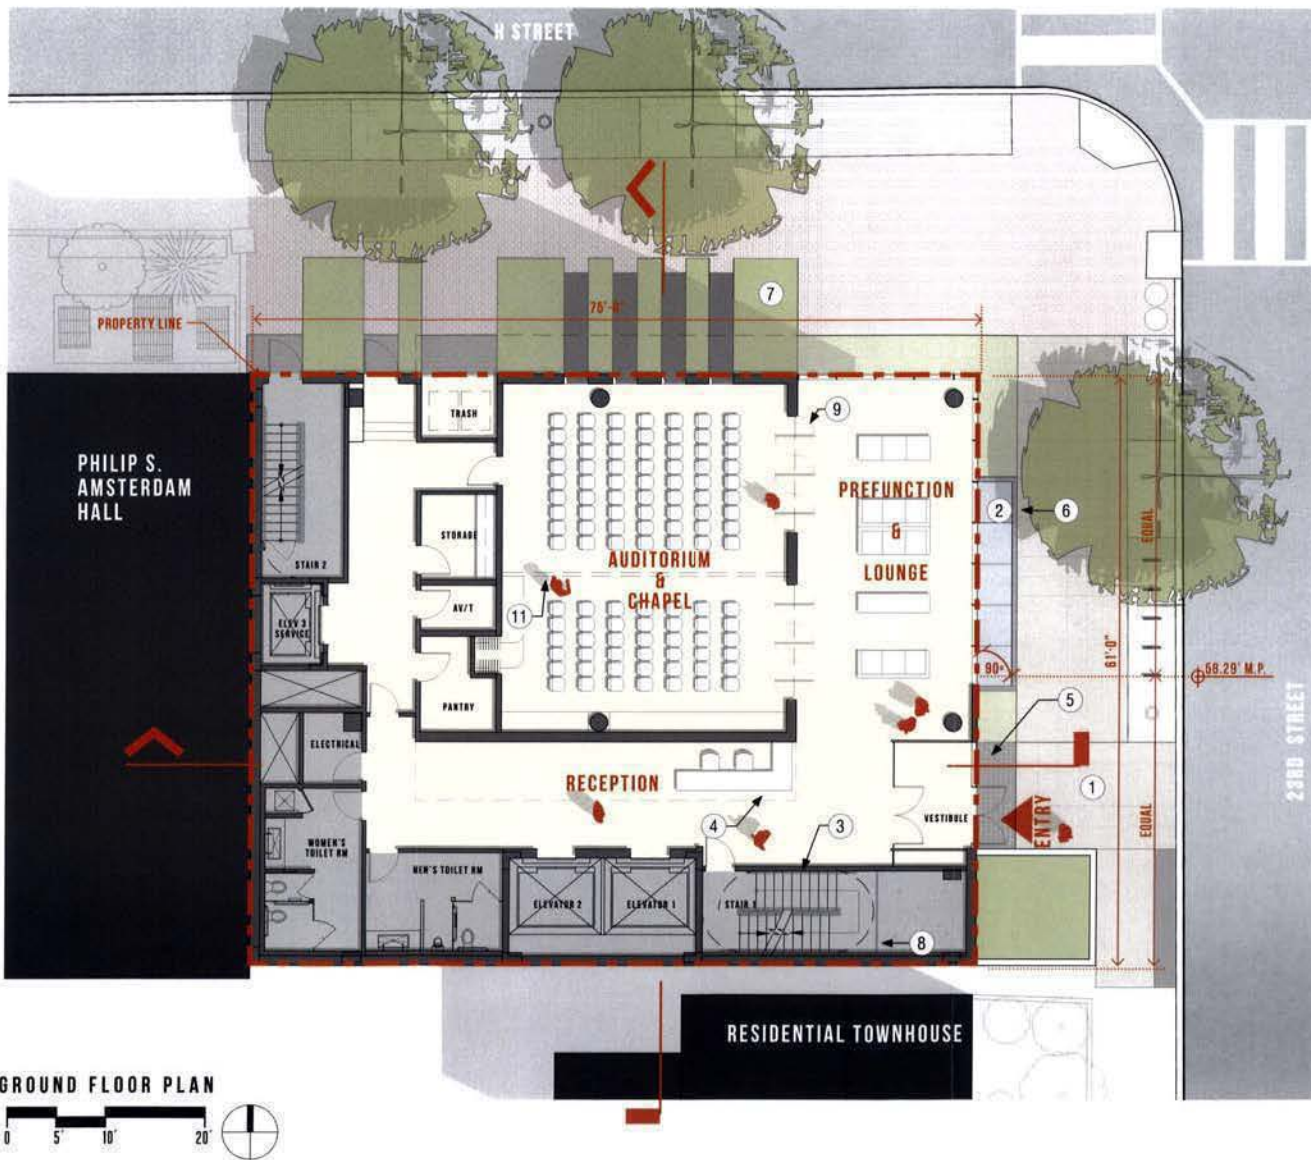 H STREET
7
75'-0"
PROPERTY LINE
TRASH
9
PHILIP S.
AMSTERDAM
HALL
PREFUNCTION
&
LOUNGE
2
6
EQUAL
STORAGE
STAIR 2
AUDITORIUM
&
CHAPEL
11
AV/T
ELEV 3
SERVICE
61'-0"
90°
58.29' M.P.
PANTRY
5
23RD STREET
ELECTRICAL
RECEPTION
1
ENTRY
EQUAL
VESTIBULE
4
3
WOMEN'S
TOILET RM
MEN'S TOILET RM
ELEVATOR 2
ELEVATOR 1
STAIR 1
8
RESIDENTIAL TOWNHOUSE
GROUND FLOOR PLAN
0 5' 10' 20'